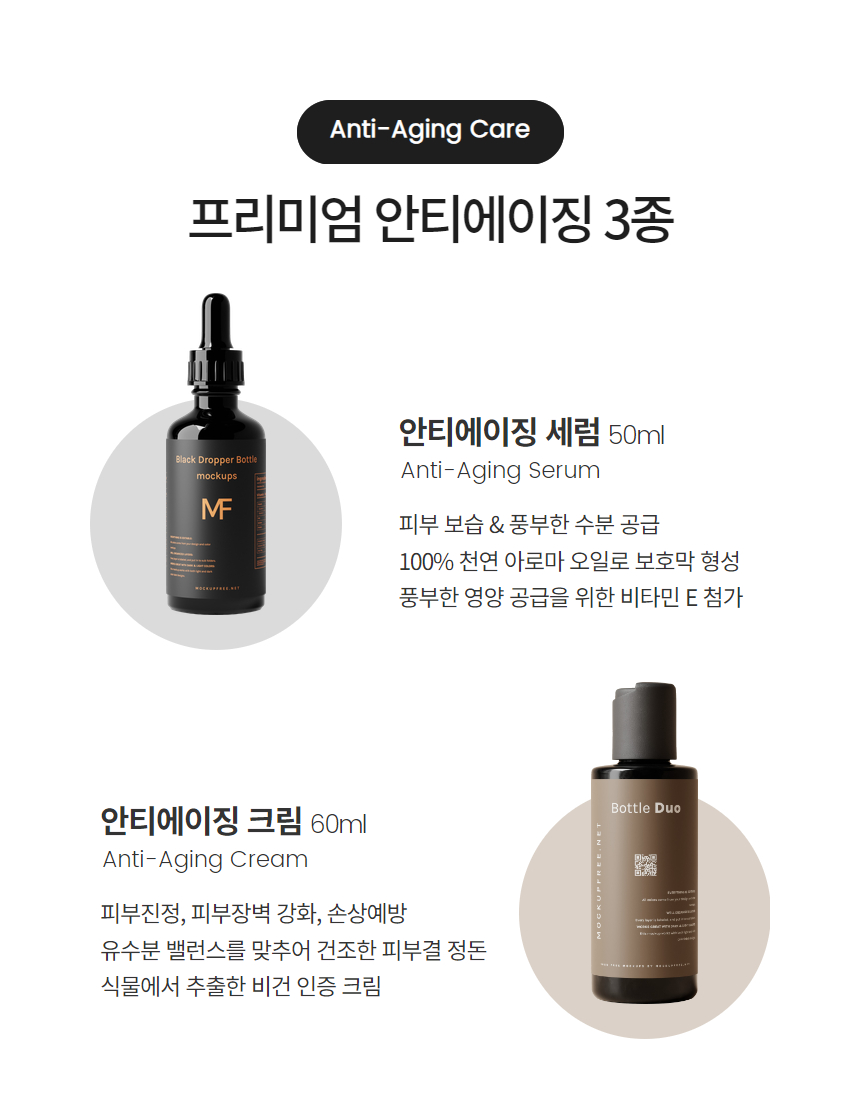 Anti-Aging Care
프리미엄 안티에이징 3종
Black Dropper Bottle
mockups
MF
MOCKUPFREE.NET
안티에이징 세럼 50ml
Anti-Aging Serum
피부 보습 & 풍부한 수분 공급
100% 천연 아로마 오일로 보호막 형성
풍부한 영양 공급을 위한 비타민 E 첨가
안티에이징 크림 60ml
Anti-Aging Cream
피부진정, 피부장벽 강화, 손상예방
유수분 밸런스를 맞추어 건조한 피부결 정돈
식물에서 추출한 비건 인증 크림
Bottle Duo
MOCKUPFREE.NET